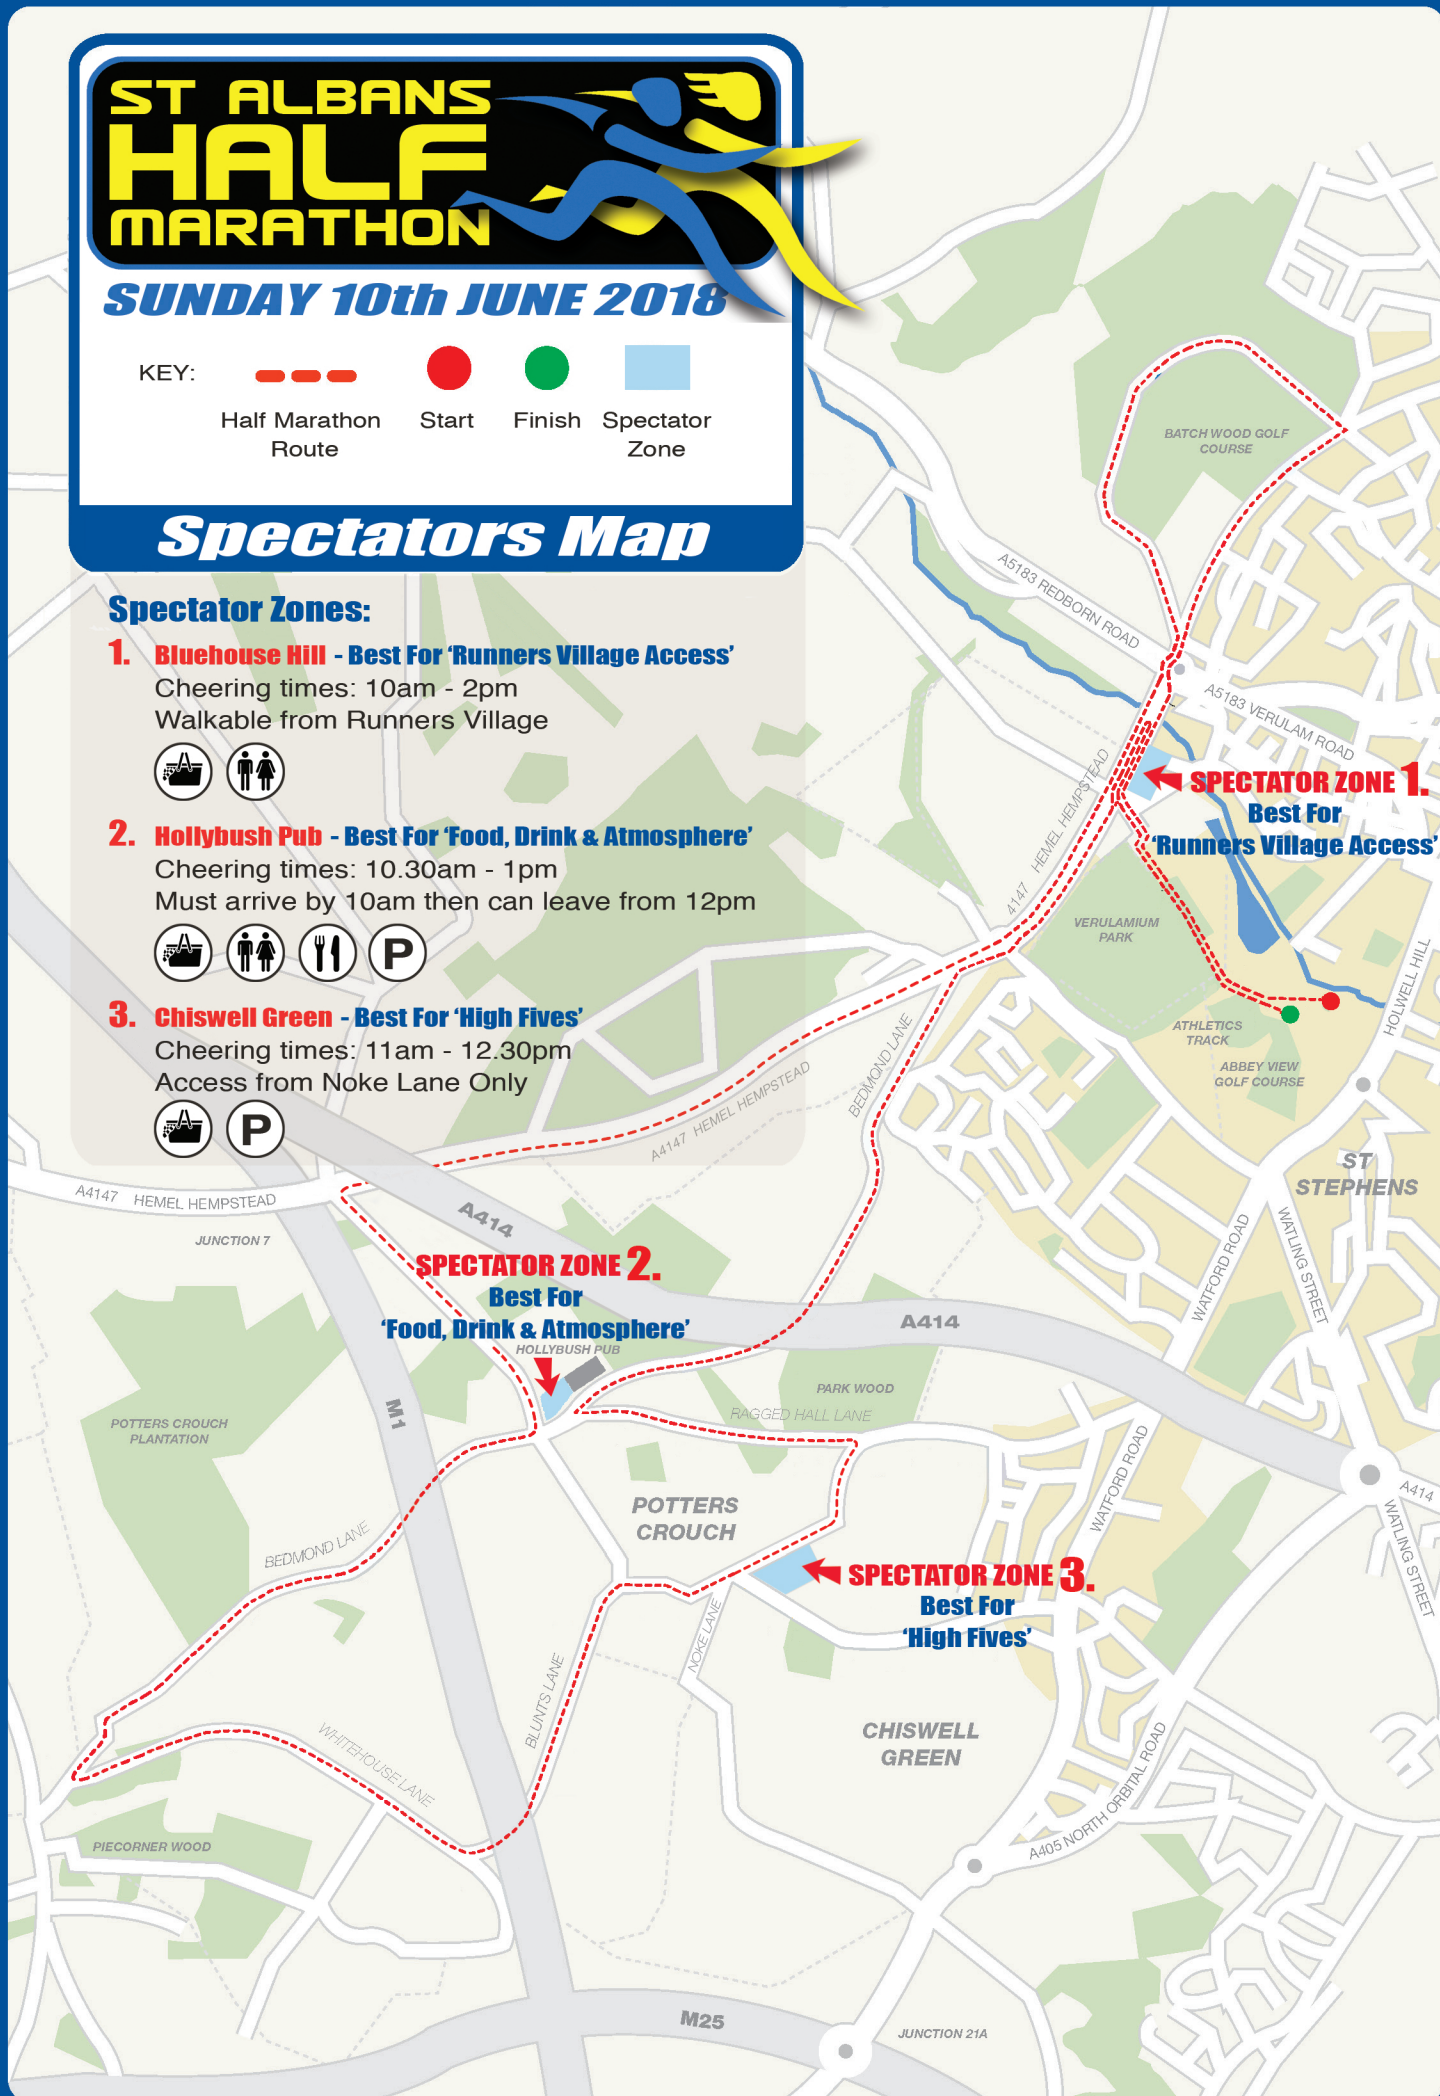 ST ALBANS
HALF
MARATHON
SUNDAY 10th JUNE 2018
KEY:
Half Marathon
Route
Start
Finish
Spectator
Zone
Spectators Map
Spectator Zones:
1. Bluehouse Hill - Best For ‘Runners Village Access’
Cheering times: 10am - 2pm
Walkable from Runners Village
2. Hollybush Pub - Best For ‘Food, Drink & Atmosphere’
Cheering times: 10.30am - 1pm
Must arrive by 10am then can leave from 12pm
P
3. Chiswell Green - Best For ‘High Fives’
Cheering times: 11am - 12.30pm
Access from Noke Lane Only
P
BATCH WOOD GOLF
COURSE
A5183 REDBORN ROAD
A5183 VERULAM ROAD
4147 HEMEL HEMPSTEAD
SPECTATOR ZONE 1.
Best For
‘Runners Village Access’
VERULAMIUM
PARK
HOLWELL HILL
ATHLETICS
TRACK
ABBEY VIEW
GOLF COURSE
BEDMOND LANE
A4147 HEMEL HEMPSTEAD
ST
STEPHENS
A4147 HEMEL HEMPSTEAD
JUNCTION 7
A414
WATFORD ROAD
WATLING STREET
SPECTATOR ZONE 2.
Best For
‘Food, Drink & Atmosphere’
HOLLYBUSH PUB
A414
PARK WOOD
RAGGED HALL LANE
M1
POTTERS CROUCH
PLANTATION
WATFORD ROAD
A414
WATLING STREET
POTTERS
CROUCH
BEDMOND LANE
SPECTATOR ZONE 3.
Best For
‘High Fives’
NOKE LANE
BLUNTS LANE
WHITEHOUSE LANE
CHISWELL
GREEN
A405 NORTH ORBITAL ROAD
PIECORNER WOOD
M25
JUNCTION 21A